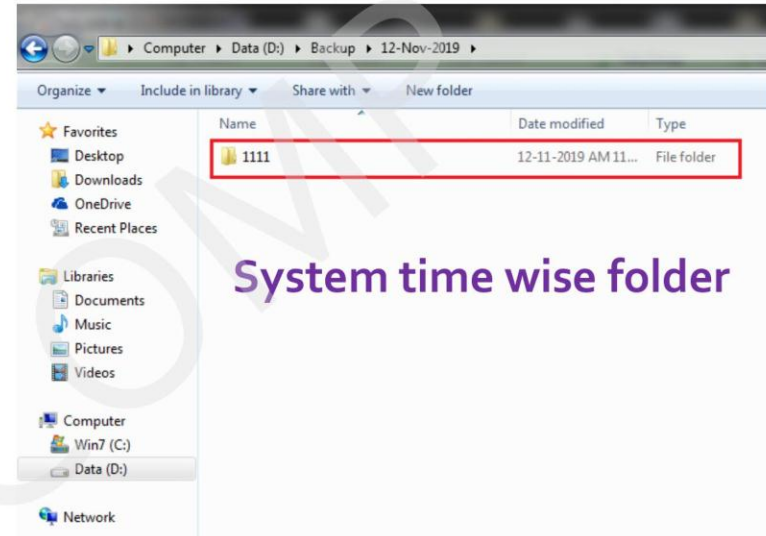 Computer ▸ Data (D:) ▸ Backup ▸ 12-Nov-2019 ▸
Organize ▾ Include in library ▾ Share with ▾ New folder
Name Date modified Type
1111 12-11-2019 AM 11... File folder
Favorites
Desktop
Downloads
OneDrive
Recent Places
Libraries
Documents
Music
Pictures
Videos
Computer
Win7 (C:)
Data (D:)
Network
System time wise folder